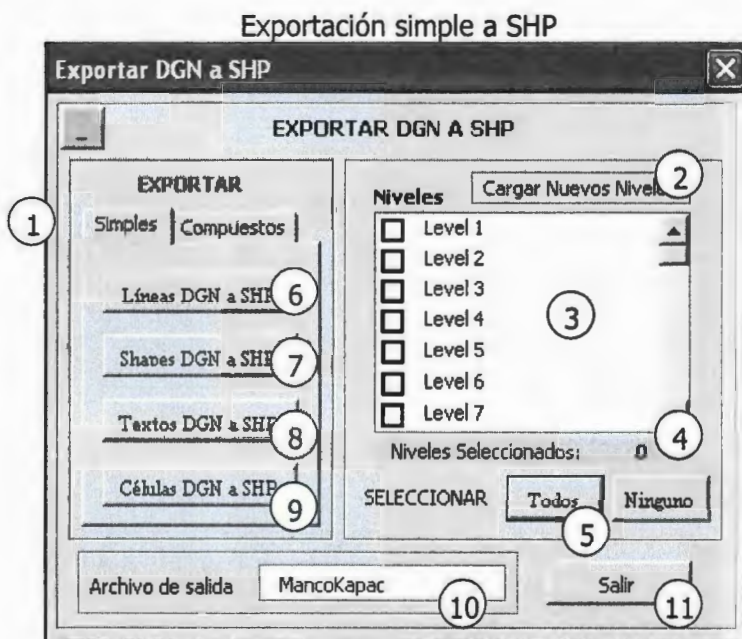 Exportación simple a SHP
Exportar DGN a SHP
EXPORTAR DGN A SHP
EXPORTAR
1
Simples Compuestos
Líneas DGN a SHP 6
Shapes DGN a SHP 7
Textos DGN a SHP 8
Células DGN a SHP 9
Niveles Cargar Nuevos 2
Level 1
Level 2
Level 3
3
Level 4
Level 5
Level 6
Level 7
Niveles Seleccionados: 0 4
SELECCIONAR Todos Ninguno
5
Archivo de salida MancoKapac 10
Salir 11